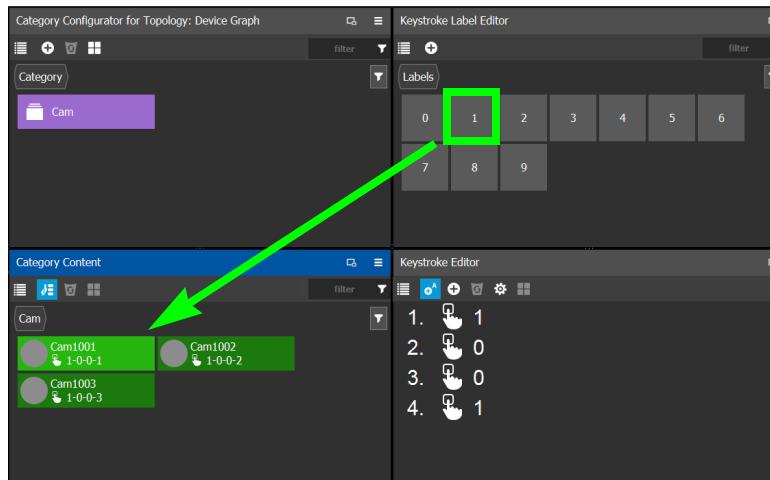 Category Configurator for Topology: Device Graph
filter
Category
Cam
Keystroke Label Editor
filter
Labels
0 1 2 3 4 5 6
7 8 9
Category Content
filter
Cam
Cam1001
1-0-0-1
Cam1002
1-0-0-2
Cam1003
1-0-0-3
Keystroke Editor
1. 1
2. 0
3. 0
4. 1